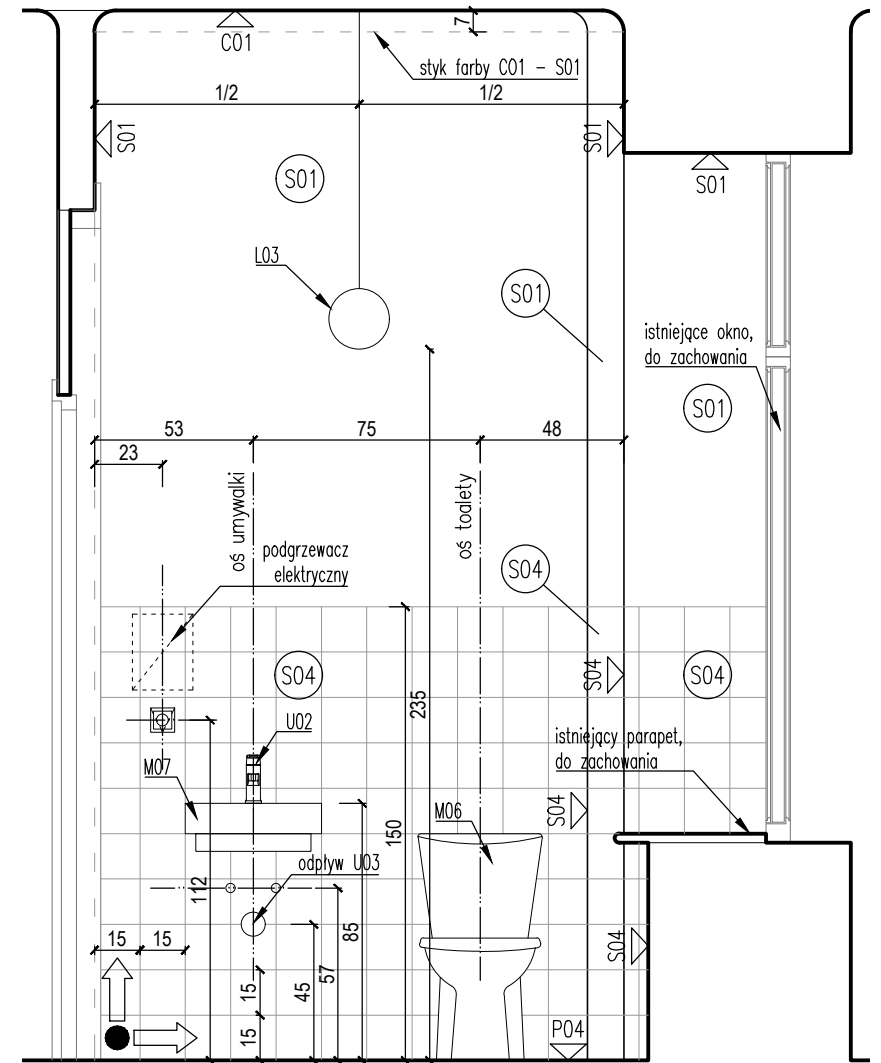 7
C01
styk farby C01 – S01
1/2
1/2
S01
S01
S01
S01
L03
S01
istniejące okno,
do zachowania
S01
53
75
48
23
oś umywalki
oś toalety
podgrzewacz
elektryczny
S04
S04
S04
S04
235
U02
istniejący parapet,
do zachowania
M07
S04
M06
150
112
odpływ U03
85
57
45
15
15
15
15
S04
P04